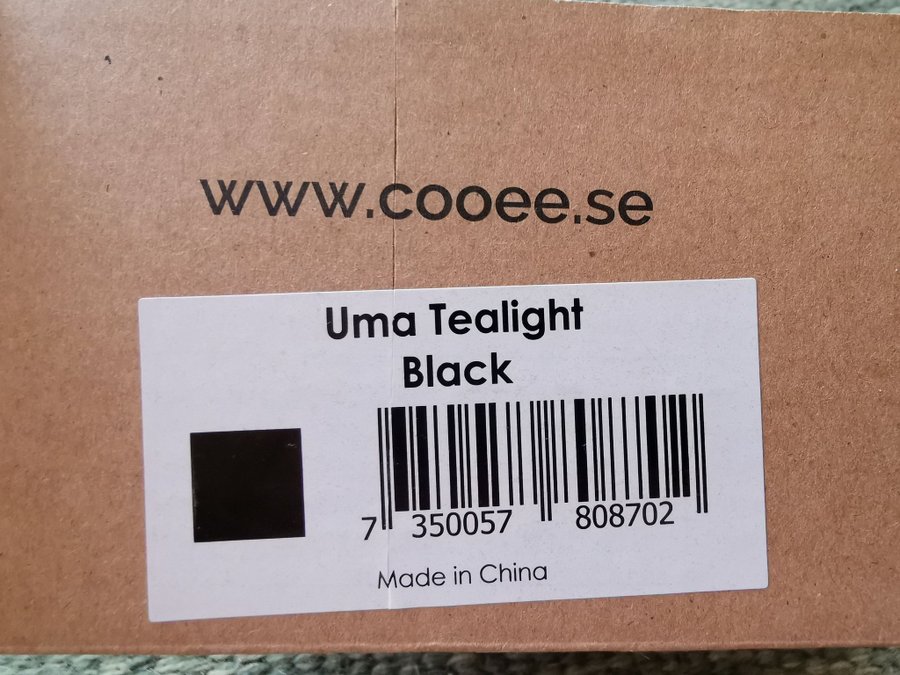 www.cooee.se
Uma Tealight
Black
7 350057 808702
Made in China